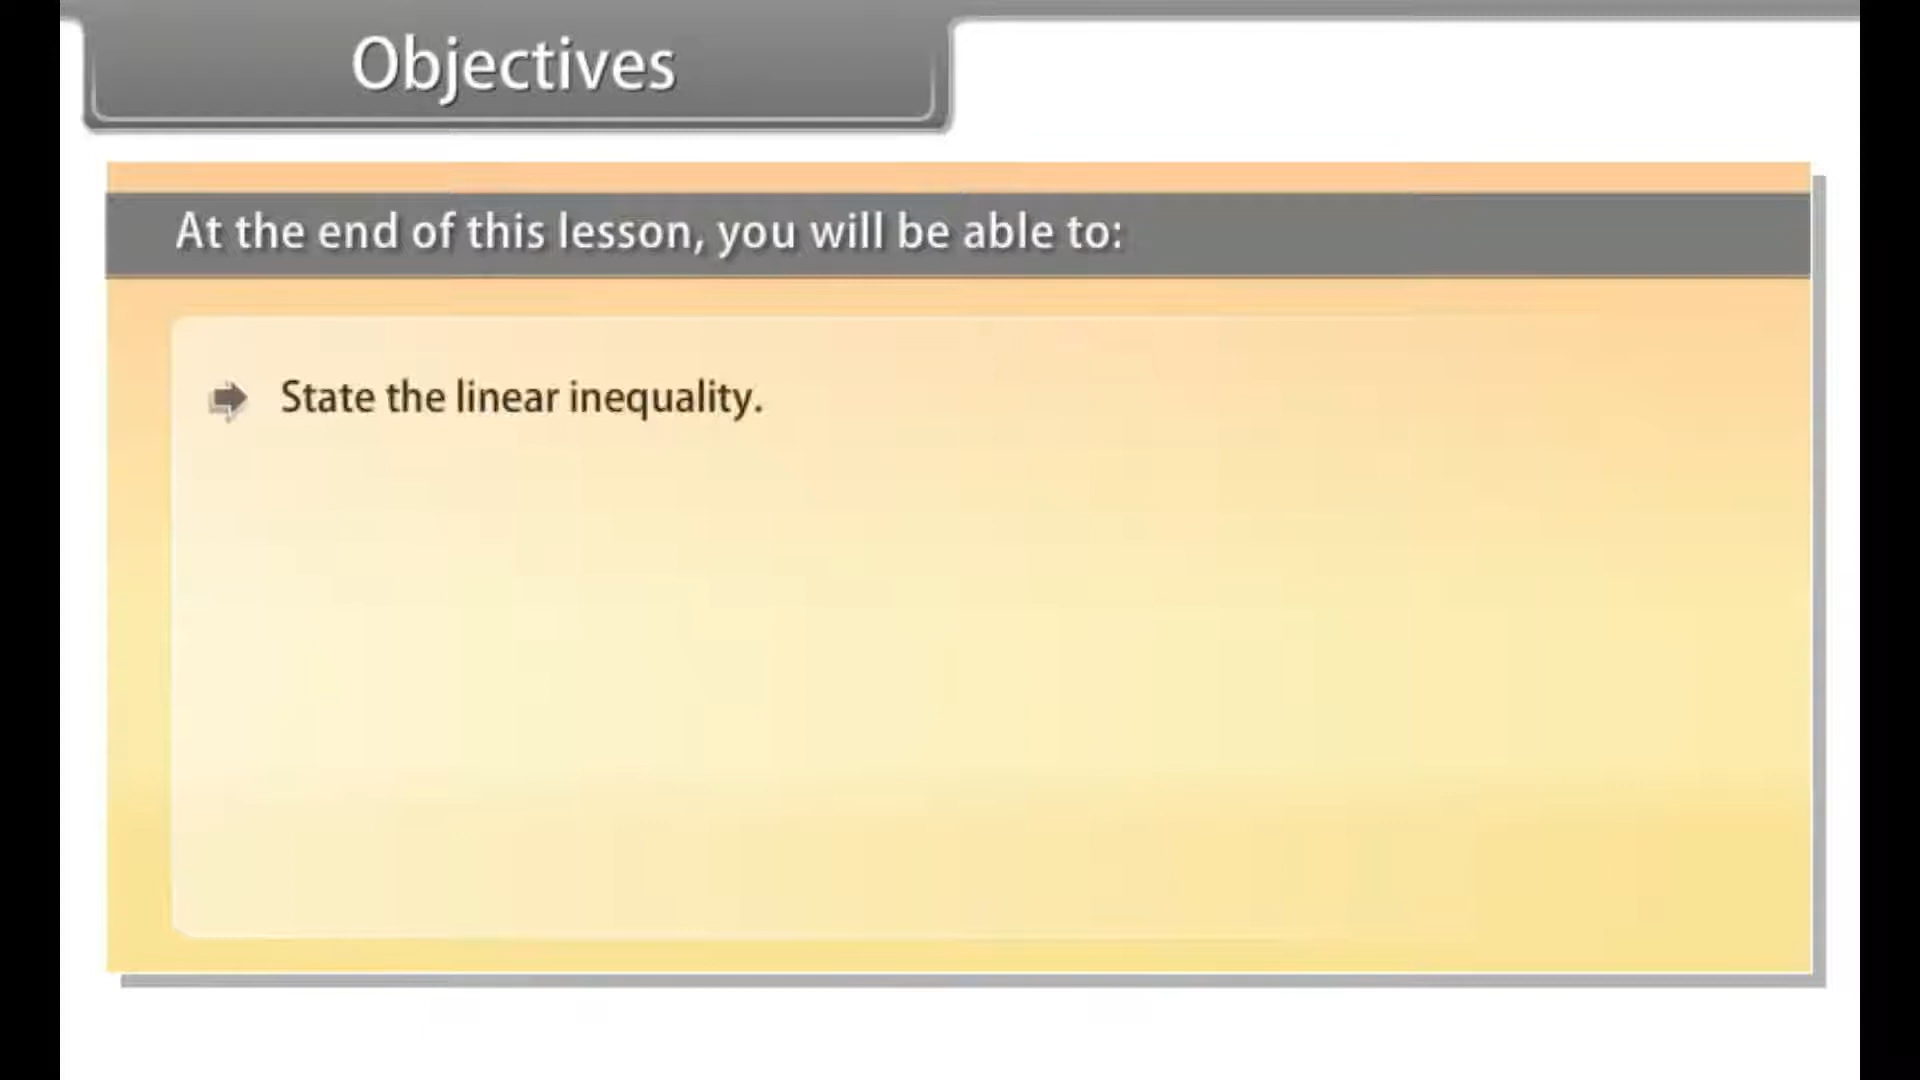 Objectives
At the end of this lesson, you will be able to:
State the linear inequality.